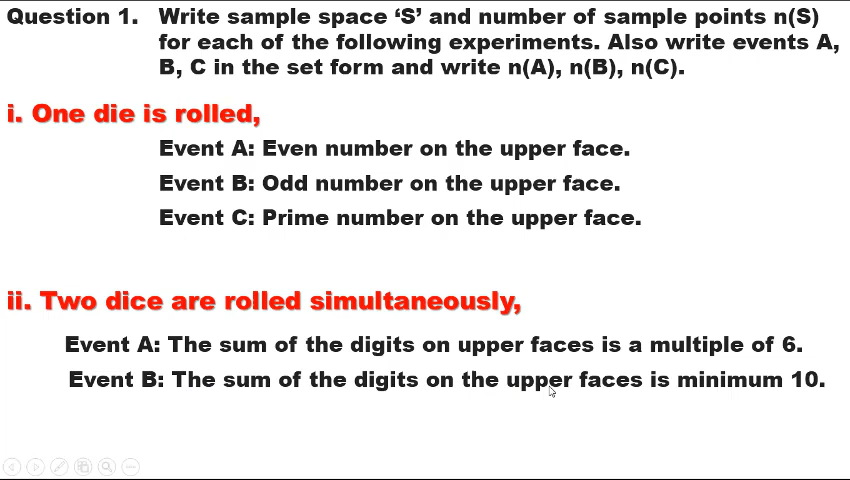 Question 1. Write sample space ‘S’ and number of sample points n(S)
for each of the following experiments. Also write events A,
B, C in the set form and write n(A), n(B), n(C).
i. One die is rolled,
Event A: Even number on the upper face.
Event B: Odd number on the upper face.
Event C: Prime number on the upper face.
ii. Two dice are rolled simultaneously,
Event A: The sum of the digits on upper faces is a multiple of 6.
Event B: The sum of the digits on the upper faces is minimum 10.